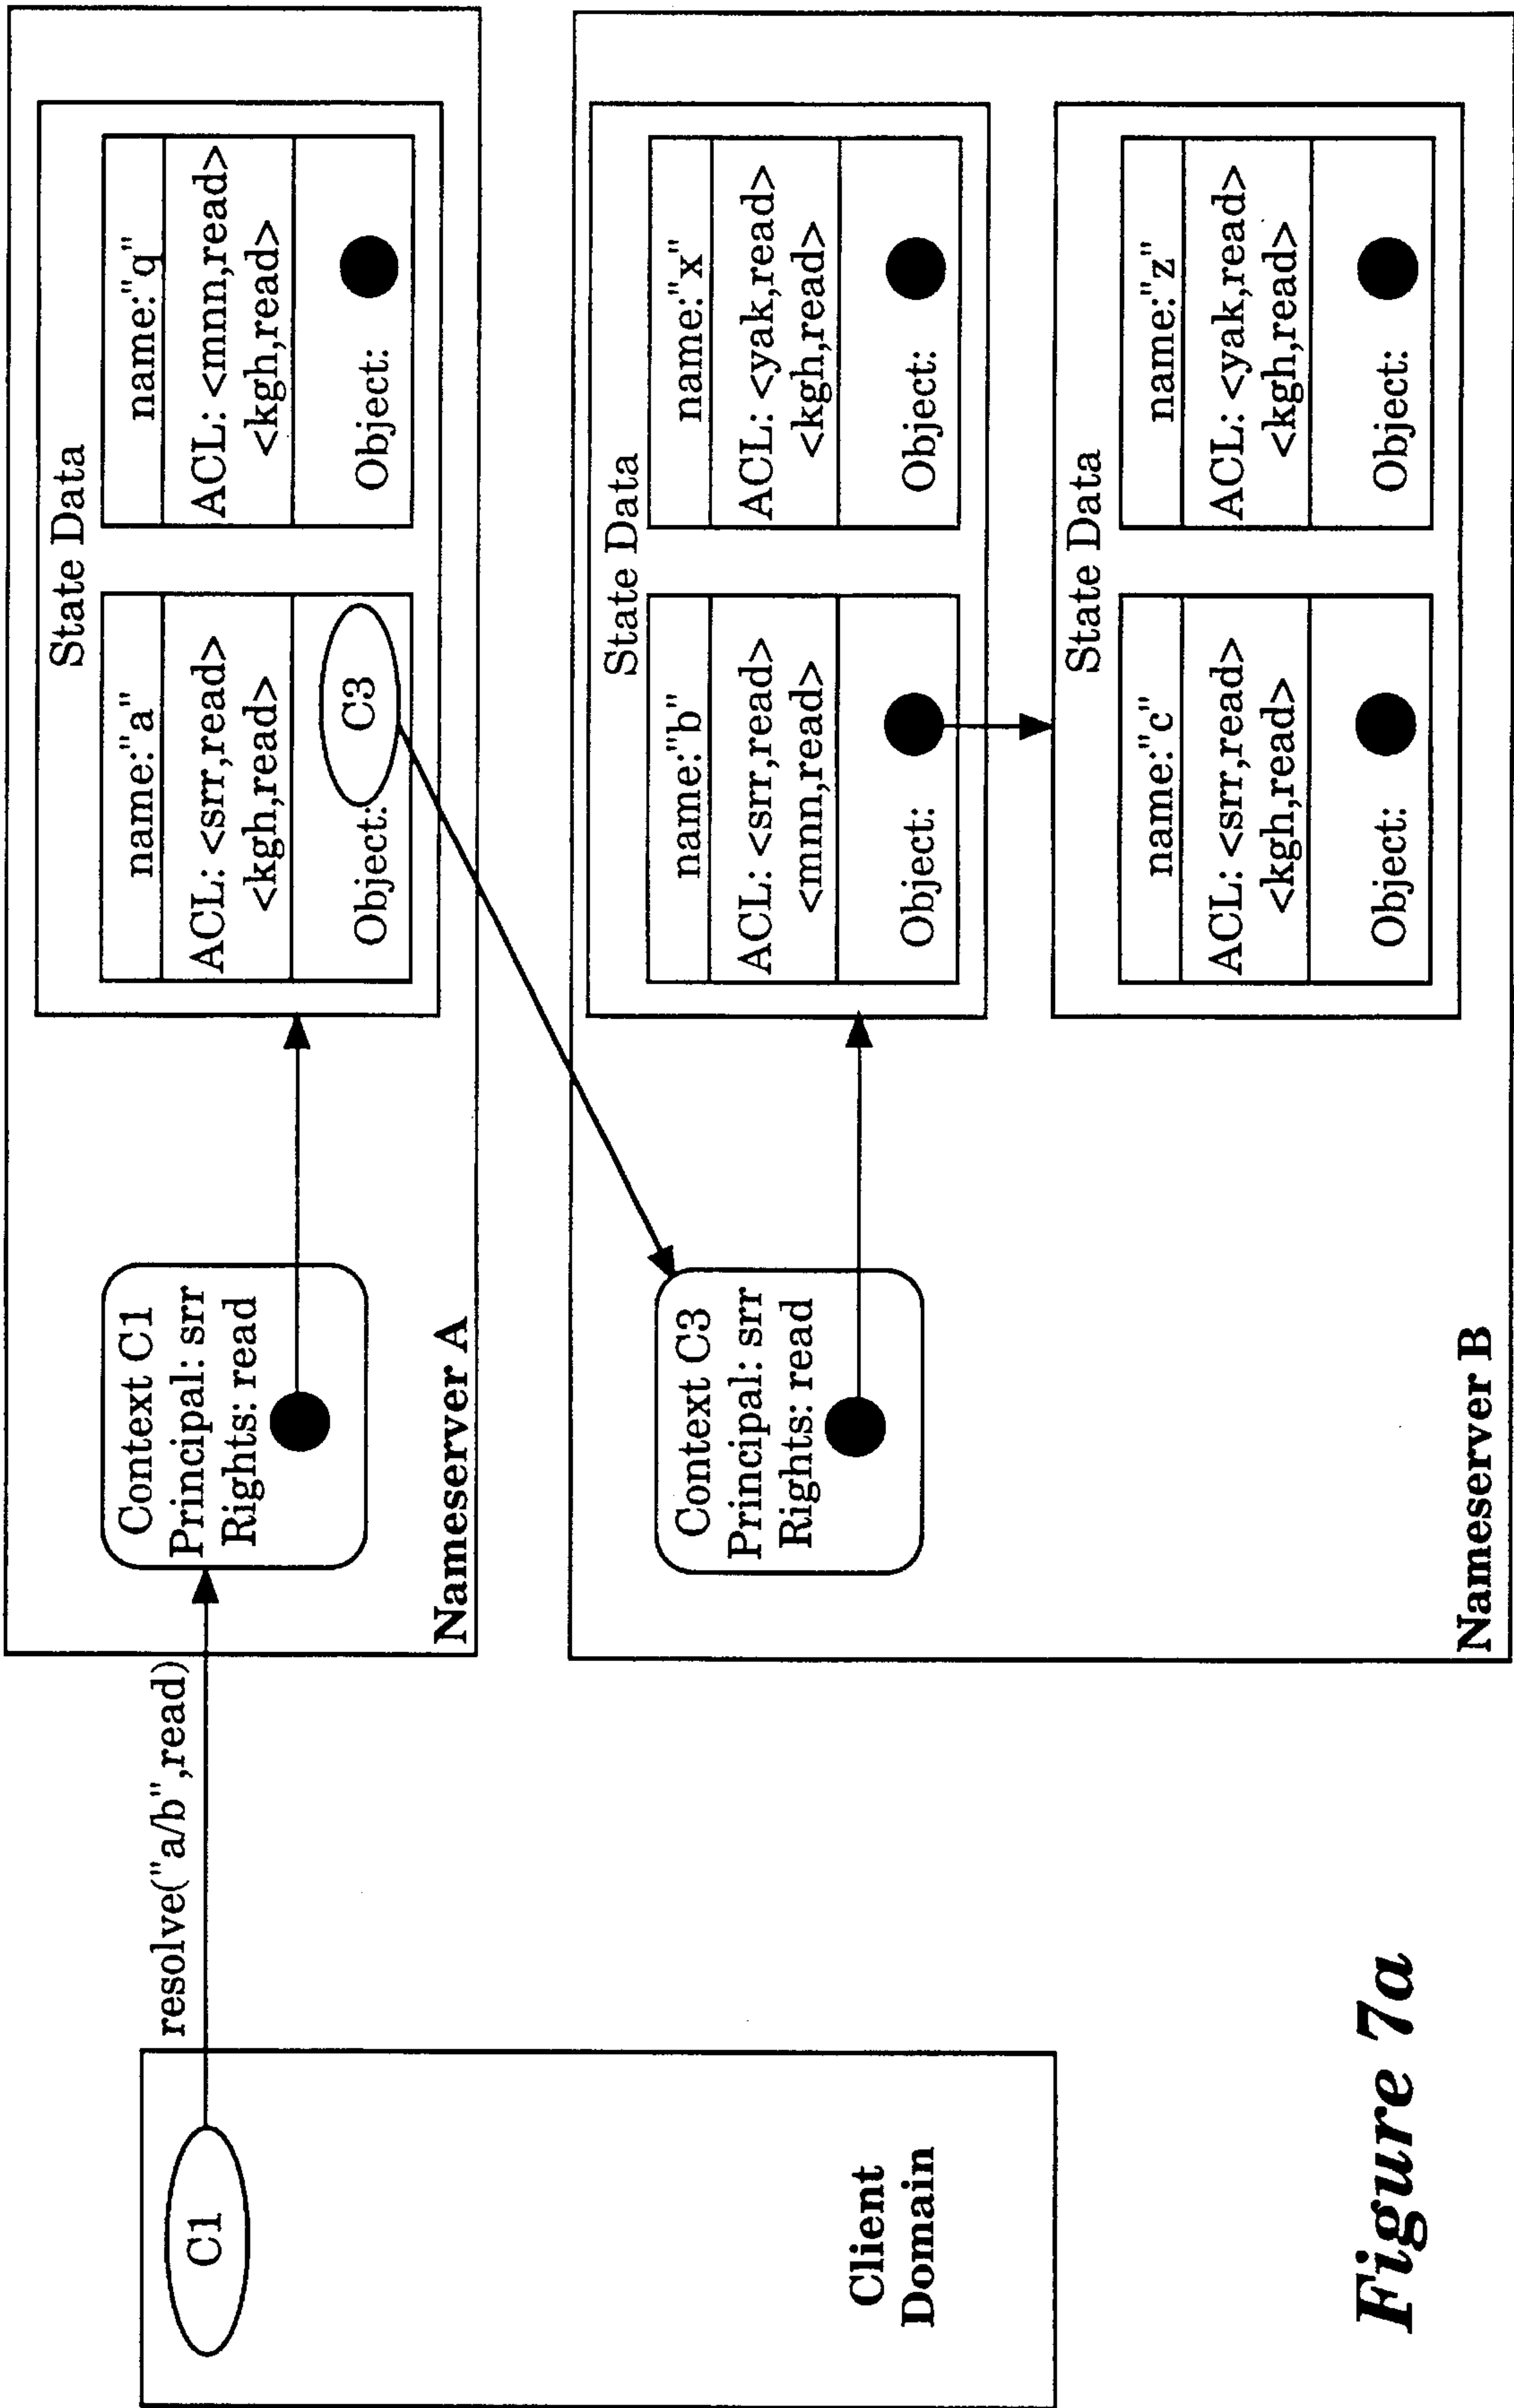 C1
Client
Domain
resolve("a/b",read)
Nameserver A
Context C1
Principal: srr
Rights: read
State Data
name:"a"
ACL: <srr,read>
<kgh,read>
Object:
C3
name:"q"
ACL: <mnn,read>
<kgh,read>
Object:
Nameserver B
Context C3
Principal: srr
Rights: read
State Data
name:"b"
ACL: <srr,read>
<mnn,read>
Object:
name:"x"
ACL: <yak,read>
<kgh,read>
Object:
State Data
name:"c"
ACL: <srr,read>
<kgh,read>
Object:
name:"z"
ACL: <yak,read>
<kgh,read>
Object:
Figure 7a